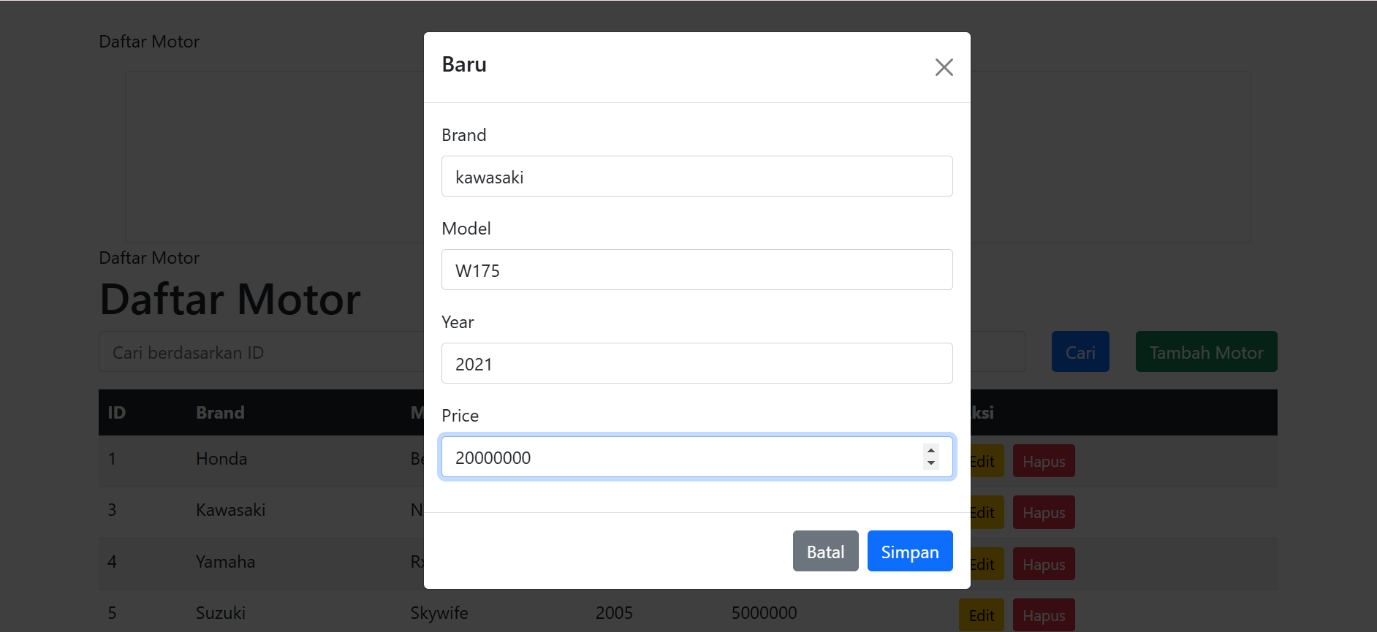 Daftar Motor
Baru
Brand
kawasaki
Model
W175
Year
2021
Price
20000000
Batal Simpan
Daftar Motor
Daftar Motor
Cari berdasarkan ID Cari Tambah Motor
ID Brand
1 Honda Edit Hapus
3 Kawasaki Edit Hapus
4 Yamaha Edit Hapus
5 Suzuki Skywife 2005 5000000 Edit Hapus